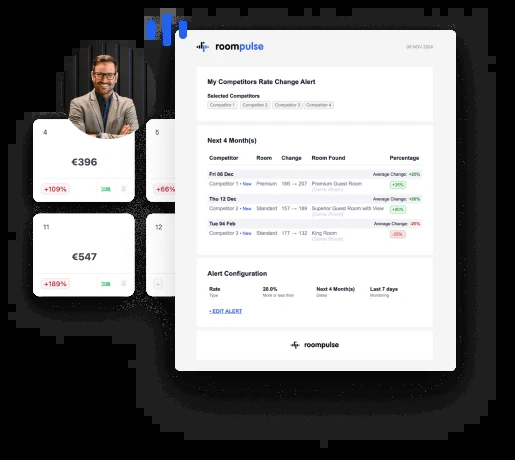 roompulse
09 NOV 2024
My Competitors Rate Change Alert
Selected Competitors
Competitor 1 Competitor 2 Competitor 3 Competitor 4
4
5
€396
+109%
+66%
11
12
€547
+189%
-
Next 4 Month(s)
Competitor Room Change Room Found Percentage
Fri 06 Dec Average Change: +20%
Competitor 1 • New Premium 166 → 207 Premium Guest Room +20%
(Guest Room)
Thu 12 Dec Average Change: +20%
Competitor 2 • New Standard 157 → 189 Superior Guest Room with View +20%
(Guest Room)
Tue 04 Feb Average Change: -25%
Competitor 3 • New Standard 177 → 132 King Room -25%
(Guest Room)
Alert Configuration
Rate 20.0% Next 4 Month(s) Last 7 days
Type More or less than Dates Monitoring
• EDIT ALERT
roompulse